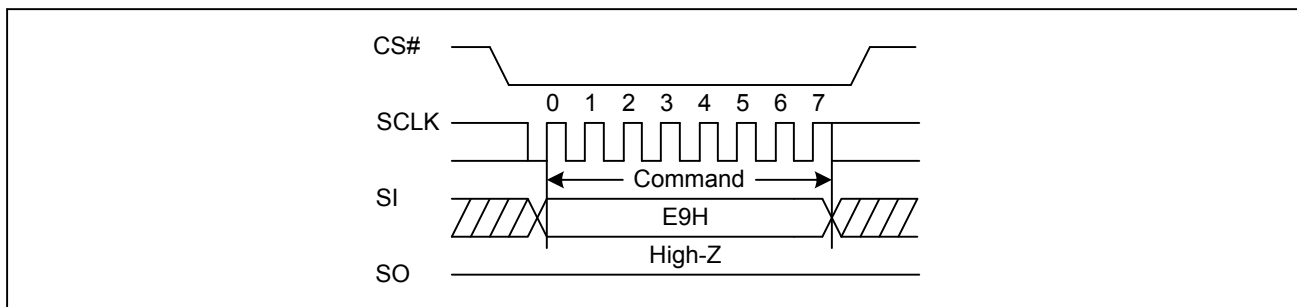 CS#
0 1 2 3 4 5 6 7
SCLK
Command
SI
E9H
High-Z
SO